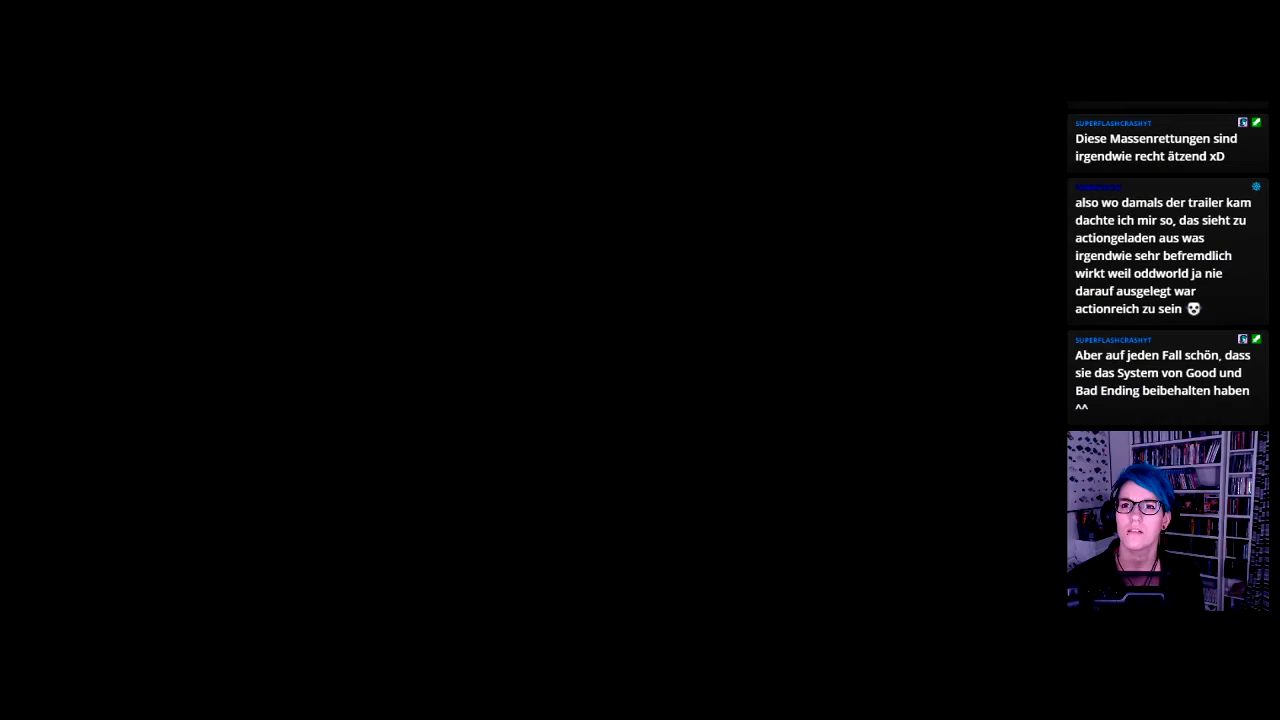 SUPERFLASHCRASHYT
Diese Massenrettungen sind
irgendwie recht ätzend xD
also wo damals der trailer kam
dachte ich mir so, das sieht zu
actiongeladen aus was
irgendwie sehr befremdlich
wirkt weil oddworld ja nie
darauf ausgelegt war
actionreich zu sein
SUPERFLASHCRASHYT
Aber auf jeden Fall schön, dass
sie das System von Good und
Bad Ending beibehalten haben
^^